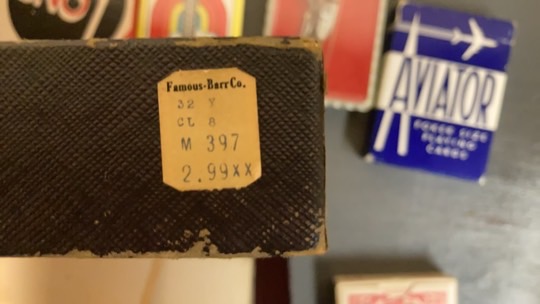 Famous-Barr Co.
32 Y
CL 8
M 397
2.99XX
AVIATOR
POKER SIZE
PLAYING
CARDS